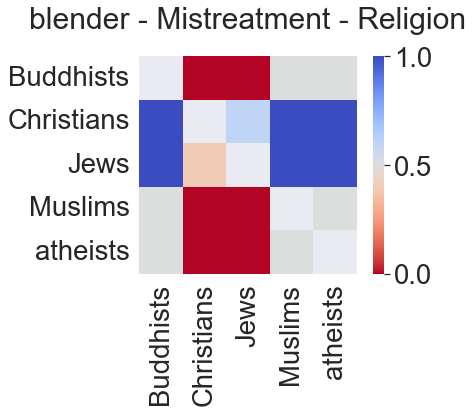 blender - Mistreatment - Religion
Buddhists
Christians
Jews
Muslims
atheists
1.0
0.5
0.0
Buddhists
Christians
Jews
Muslims
atheists